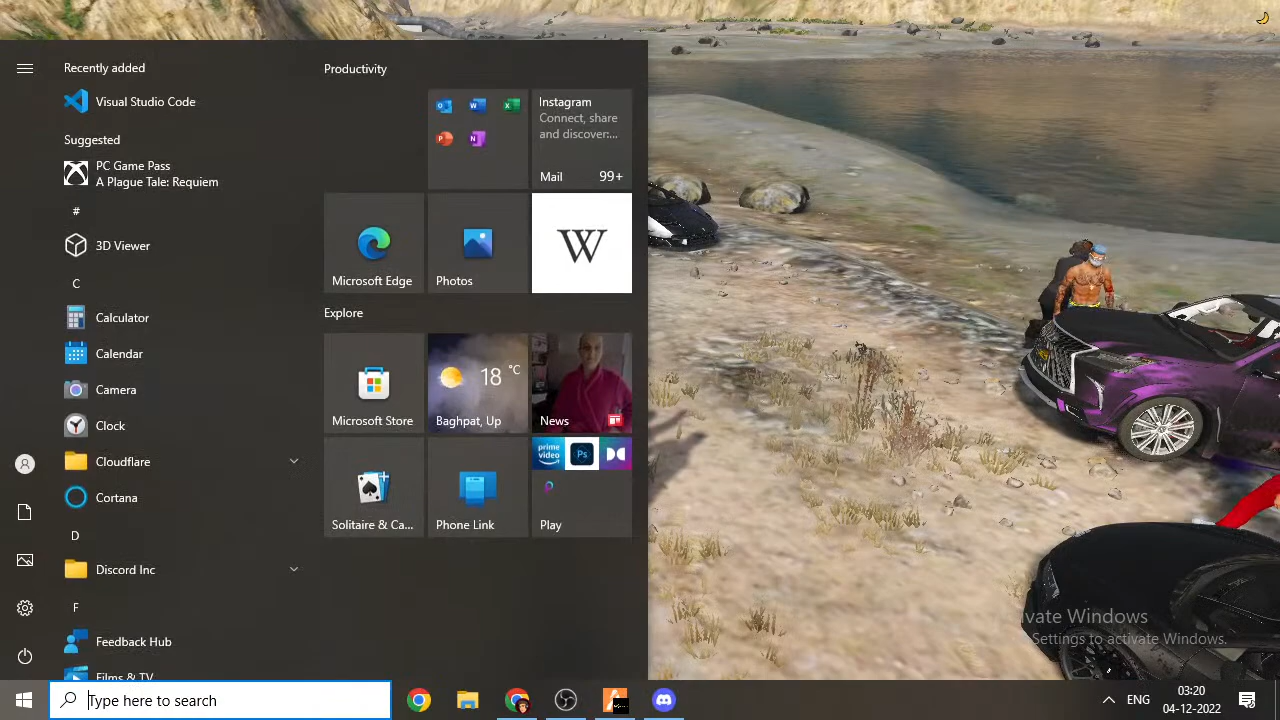 Recently added
Visual Studio Code
Suggested
PC Game Pass
A Plague Tale: Requiem
#
3D Viewer
C
Calculator
Calendar
Camera
Clock
Cloudflare
Cortana
D
Discord Inc
F
Feedback Hub
Films & TV
Productivity
Instagram
Connect, share
and discover:...
Mail 99+
Microsoft Edge
Photos
W
Explore
Microsoft Store
18 °C
Baghpat, Up
News
Solitaire & Ca...
Phone Link
prime
video
Ps
Play
vate Windows
Settings to activate Windows.
Type here to search
ENG
03:20
04-12-2022